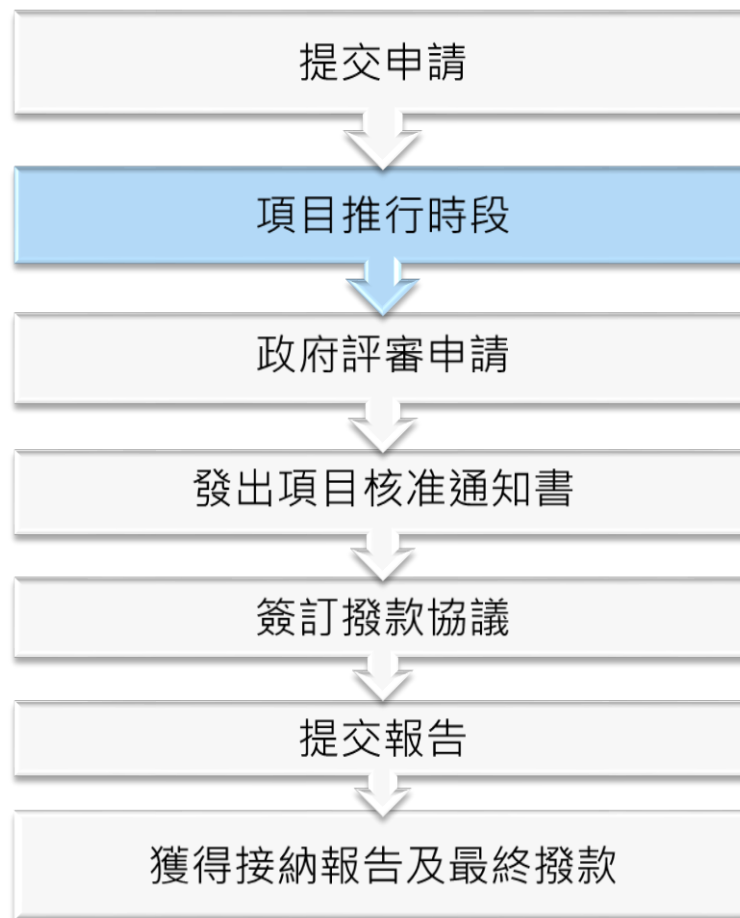 提交申請
項目推行時段
政府評審申請
發出項目核准通知書
簽訂撥款協議
提交報告
獲得接納報告及最終撥款